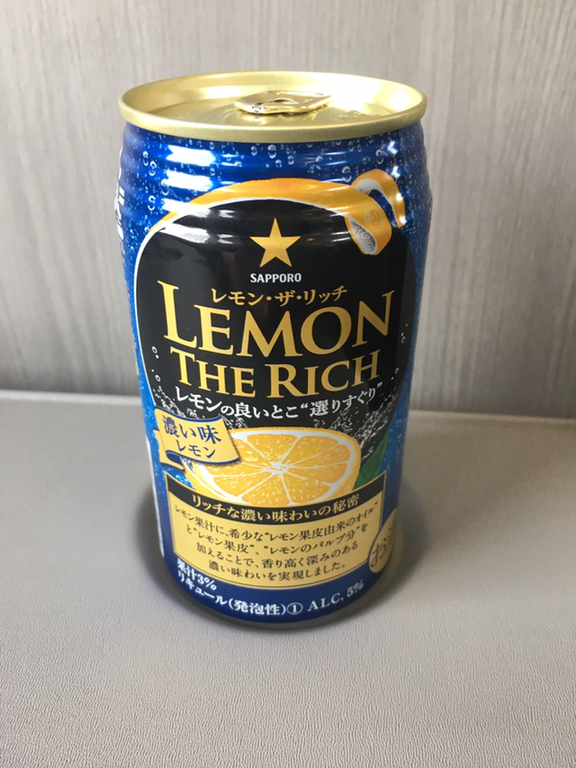 SAPPORO
レモン・ザ・リッチ
LEMON
THE RICH
レモンの良いとこ“選りすぐり”
濃い味
レモン
リッチな濃い味わいの秘密
レモン果汁に、希少な“レモン果皮由来のオイル”
と“レモン果皮”、“レモンのパルプ分”を
加えることで、香り高く深みのある
濃い味わいを実現しました。
果汁3%
リキュール(発泡性)① ALC. 5%
お